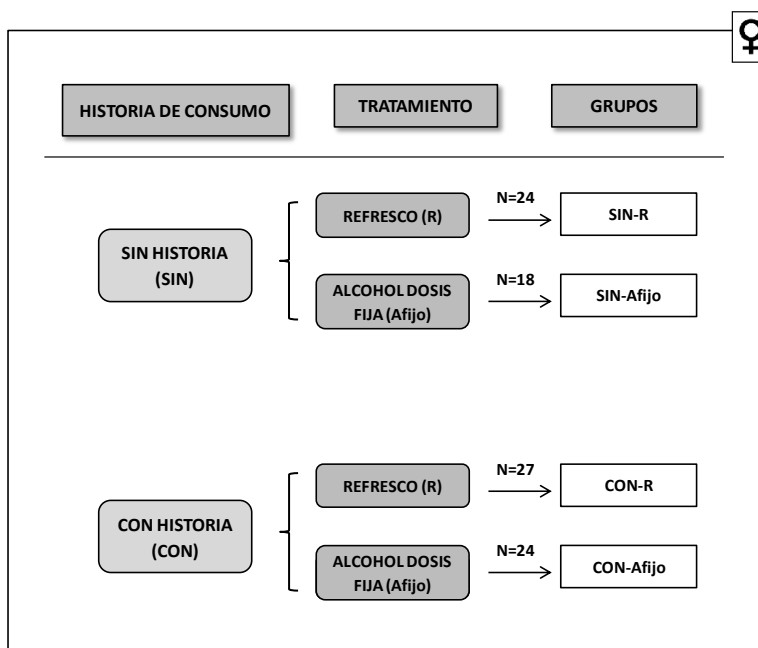 ♀
HISTORIA DE CONSUMO
TRATAMIENTO
GRUPOS
SIN HISTORIA
(SIN)
REFRESCO (R)
N=24
SIN-R
ALCOHOL DOSIS
FIJA (Afijo)
N=18
SIN-Afijo
CON HISTORIA
(CON)
REFRESCO (R)
N=27
CON-R
ALCOHOL DOSIS
FIJA (Afijo)
N=24
CON-Afijo